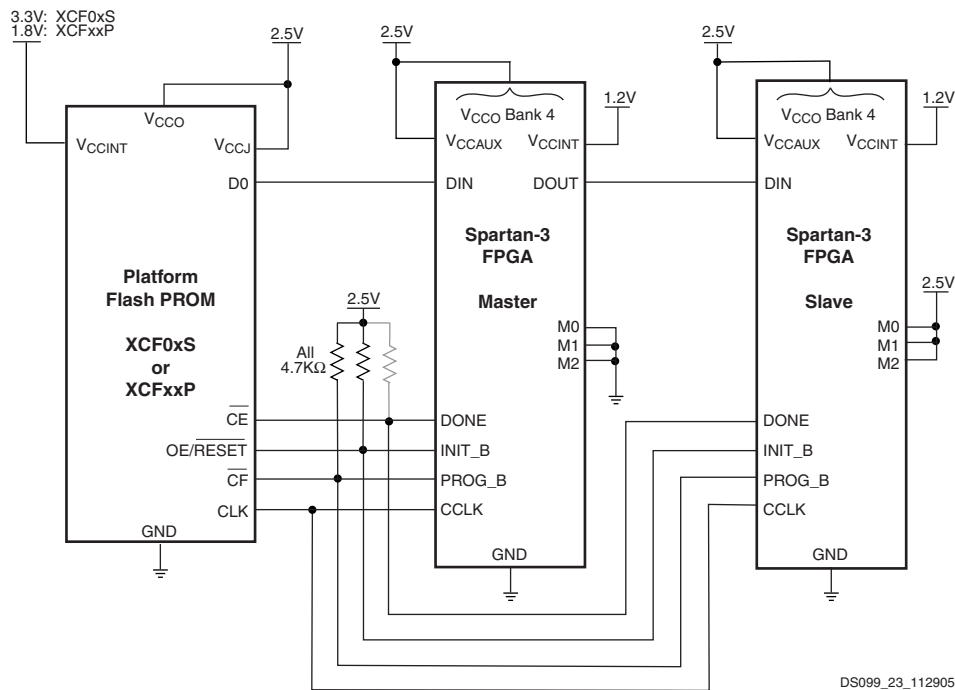 3.3V: XCF0xS
1.8V: XCFxxP
2.5V
2.5V
2.5V
VCCO
VCCINT
VCCJ
D0
Platform
Flash PROM
XCF0xS
or
XCFxxP
CE
OE/RESET
CF
CLK
GND
All
4.7KΩ
2.5V
VCCO Bank 4
VCCAUX
VCCINT
1.2V
DIN
DOUT
Spartan-3
FPGA
Master
M0
M1
M2
DONE
INIT_B
PROG_B
CCLK
GND
VCCO Bank 4
VCCAUX
VCCINT
1.2V
DIN
Spartan-3
FPGA
Slave
2.5V
M0
M1
M2
DONE
INIT_B
PROG_B
CCLK
GND
DS099_23_112905